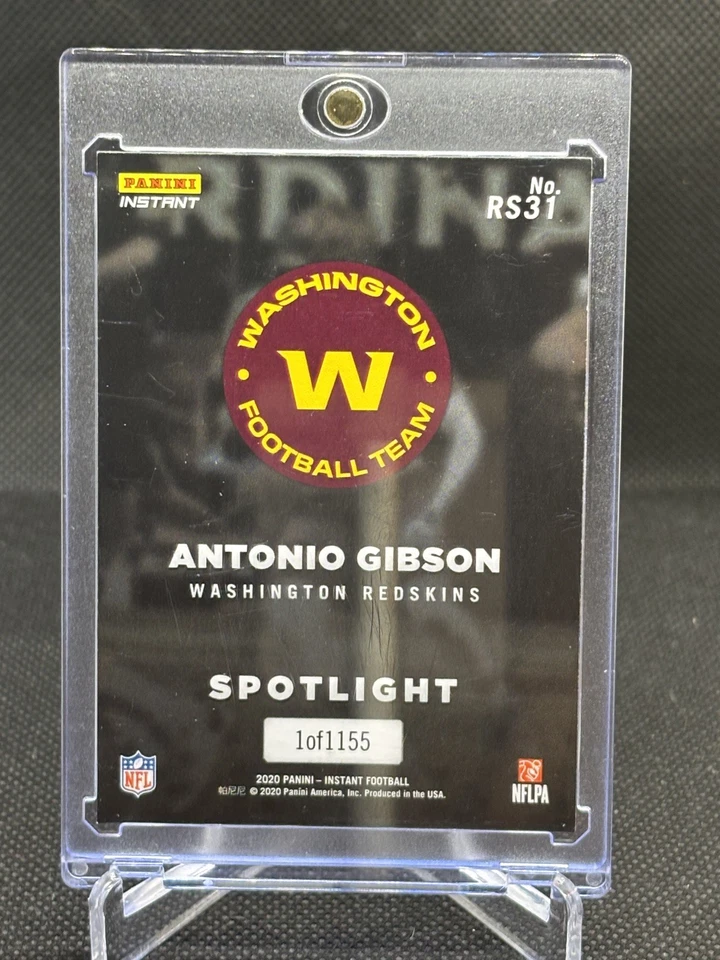 PANINI
INSTANT
No.
RS31
WASHINGTON
W
FOOTBALL TEAM
ANTONIO GIBSON
WASHINGTON REDSKINS
SPOTLIGHT
1of1155
2020 PANINI – INSTANT FOOTBALL
帕尼尼 © 2020 Panini America, Inc. Produced in the USA.
NFL
NFLPA